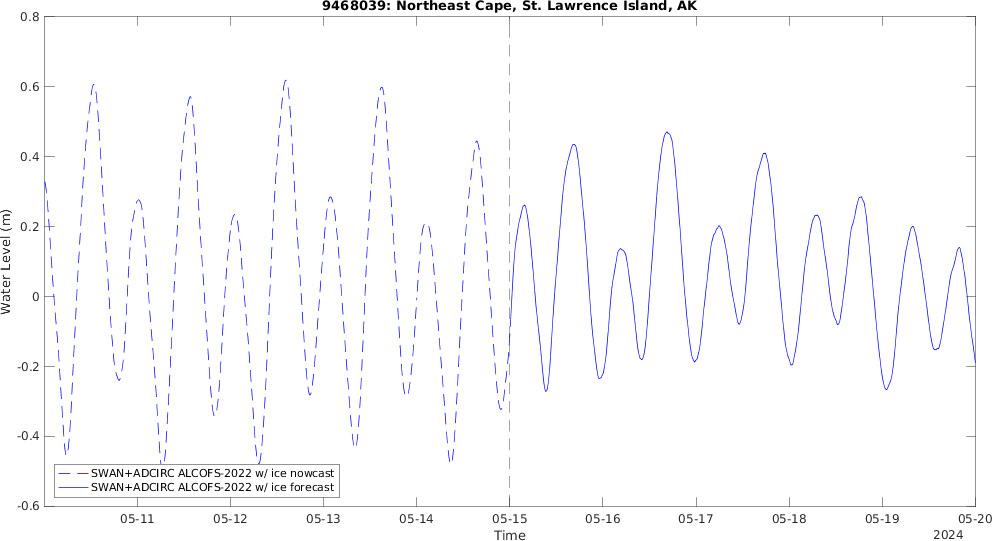 9468039: Northeast Cape, St. Lawrence Island, AK
0.8
0.6
0.4
0.2
0
-0.2
-0.4
-0.6
Water Level (m)
SWAN+ADCIRC ALCOFS-2022 w/ ice nowcast
SWAN+ADCIRC ALCOFS-2022 w/ ice forecast
05-11 05-12 05-13 05-14 05-15 05-16 05-17 05-18 05-19 05-20
Time
2024